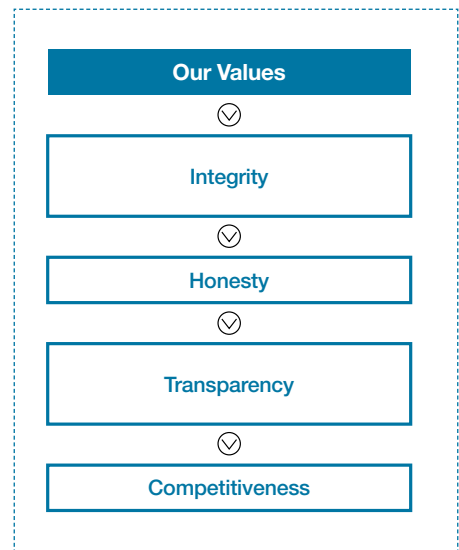 Our Values
Integrity
Honesty
Transparency
Competitiveness